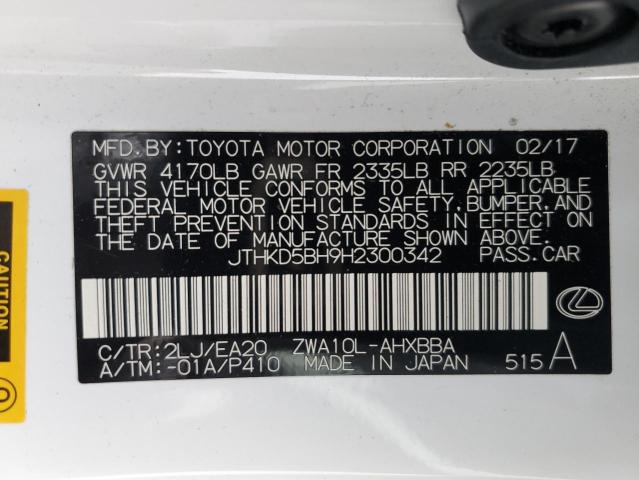 MFD.BY:TOYOTA MOTOR CORPORATION 02/17
GVWR 4170LB GAWR FR 2335LB RR 2235LB
THIS VEHICLE CONFORMS TO ALL APPLICABLE
FEDERAL MOTOR VEHICLE SAFETY,BUMPER,AND
THEFT PREVENTION STANDARDS IN EFFECT ON
THE DATE OF MANUFACTURE SHOWN ABOVE.
JTHKD5BH9H2300342 PASS.CAR
C/TR:2LJ/EA20 ZWA10L-AHXBBA
A/TM:-01A/P410 MADE IN JAPAN 515 A
CAUTION